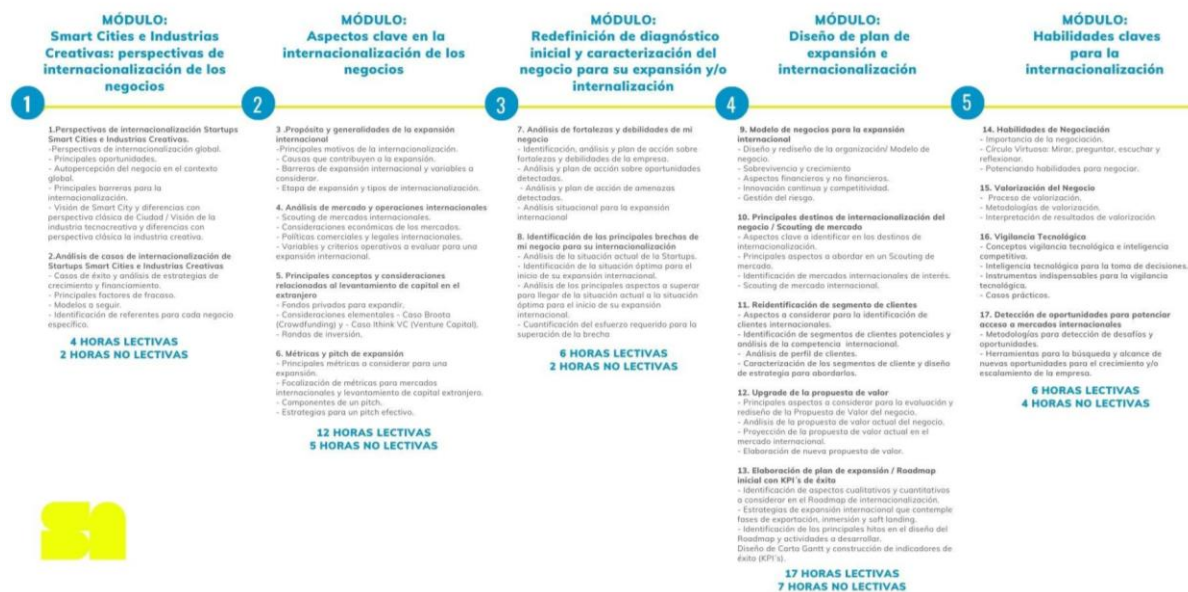 MÓDULO:
Smart Cities e Industrias
Creativas: perspectivas de
internacionalización de los
negocios
1
1.Perspectivas de internacionalización Startups
Smart Cities e Industrias Creativas.
-Perspectivas de internacionalización global.
- Principales oportunidades.
- Autopercepción del negocio en el contexto
global.
- Principales barreras para la
internacionalización.
- Visión de Smart City y diferencias con
perspectiva clásica de Ciudad / Visión de la
industria tecnocreativa y diferencias con
perspectiva clásica la industria creativa.
2.Análisis de casos de internacionalización de
Startups Smart Cities e Industrias Creativas
- Casos de éxito y análisis de estrategias de
crecimiento y financiamiento.
- Principales factores de fracaso.
- Modelos a seguir.
- Identificación de referentes para cada negocio
específico.
4 HORAS LECTIVAS
2 HORAS NO LECTIVAS
MÓDULO:
Aspectos clave en la
internacionalización de los
negocios
2
3 .Propósito y generalidades de la expansión
internacional
-Principales motivos de la internacionalización.
- Causas que contribuyen a la expansión.
- Barreras de expansión internacional y variables a
considerar.
- Etapa de expansión y tipos de internacionalización.
4. Análisis de mercado y operaciones internacionales
- Scouting de mercados internacionales.
- Consideraciones económicas de los mercados.
- Políticas comerciales y legales internacionales.
- Variables y criterios operativos a evaluar para una
expansión internacional.
5. Principales conceptos y consideraciones
relacionadas al levantamiento de capital en el
extranjero
- Fondos privados para expandir.
- Consideraciones elementales - Caso Broota
(Crowdfunding) y - Caso Ithink VC (Venture Capital).
- Rondas de inversión.
6. Métricas y pitch de expansión
- Principales métricas a considerar para una
expansión.
- Focalización de métricas para mercados
internacionales y levantamiento de capital extranjero.
- Componentes de un pitch.
- Estrategias para un pitch efectivo.
12 HORAS LECTIVAS
5 HORAS NO LECTIVAS
MÓDULO:
Redefinición de diagnóstico
inicial y caracterización del
negocio para su expansión y/o
internalización
3
7. Análisis de fortalezas y debilidades de mi
negocio
- Identificación, análisis y plan de acción sobre
fortalezas y debilidades de la empresa.
- Análisis y plan de acción sobre oportunidades
detectadas.
- Análisis y plan de acción de amenazas
detectadas.
- Análisis situacional para la expansión
internacional
8. Identificación de las principales brechas de
mi negocio para su internacionalización
- Análisis de la situación actual de la Startups.
- Identificación de la situación óptima para el
inicio de su expansión internacional.
- Análisis de los principales aspectos a superar
para llegar de la situación actual a la situación
óptima para el inicio de su expansión
internacional.
- Cuantificación del esfuerzo requerido para la
superación de la brecha
6 HORAS LECTIVAS
2 HORAS NO LECTIVAS
MÓDULO:
Diseño de plan de
expansión e
internacionalización
4
9. Modelo de negocios para la expansión
internacional
- Diseño y rediseño de la organización/ Modelo de
negocio.
- Sobrevivencia y crecimiento
- Aspectos financieros y no financieros.
- Innovación continua y competitividad.
- Gestión del riesgo.
10. Principales destinos de internacionalización del
negocio / Scouting de mercado
- Aspectos clave a identificar en los destinos de
internacionalización.
- Principales aspectos a abordar en un Scouting de
mercado.
- Identificación de mercados internacionales de interés.
- Scouting de mercado internacional.
11. Reidentificación de segmento de clientes
- Aspectos a considerar para la identificación de
clientes internacionales.
- Identificación de segmentos de clientes potenciales y
análisis de la competencia internacional.
- Análisis de perfil de clientes.
- Caracterización de los segmentos de cliente y diseño
de estrategia para abordarlos.
12. Upgrade de la propuesta de valor
- Principales aspectos a considerar para la evaluación y
rediseño de la Propuesta de Valor del negocio.
- Análisis de la propuesta de valor actual del negocio.
- Proyección de la propuesta de valor actual en el
mercado internacional.
- Elaboración de nueva propuesta de valor.
13. Elaboración de plan de expansión / Roadmap
inicial con KPI´s de éxito
- Identificación de aspectos cualitativos y cuantitativos
a considerar en el Roadmap de internacionalización.
- Estrategias de expansión internacional que contemple
fases de exportación, inmersión y soft landing.
- Identificación de los principales hitos en el diseño del
Roadmap y actividades a desarrollar.
Diseño de Carta Gantt y construcción de indicadores de
éxito (KPI´s).
17 HORAS LECTIVAS
7 HORAS NO LECTIVAS
MÓDULO:
Habilidades claves
para la
internacionalización
5
14. Habilidades de Negociación.
- Importancia de la negociación.
- Círculo Virtuoso: Mirar, preguntar, escuchar y
reflexionar.
- Potenciando habilidades para negociar.
15. Valorización del Negocio
- Proceso de valorización.
- Metodologías de valorización.
- Interpretación de resultados de valorización
16. Vigilancia Tecnológica
- Conceptos vigilancia tecnológica e inteligencia
competitiva.
- Inteligencia tecnológica para la toma de decisiones.
- Instrumentos indispensables para la vigilancia
tecnológica.
- Casos prácticos.
17. Detección de oportunidades para potenciar
acceso a mercados internacionales
- Metodologías para detección de desafíos y
oportunidades.
- Herramientas para la búsqueda y alcance de
nuevas oportunidades para el crecimiento y/o
escalamiento de la empresa.
6 HORAS LECTIVAS
4 HORAS NO LECTIVAS
sn